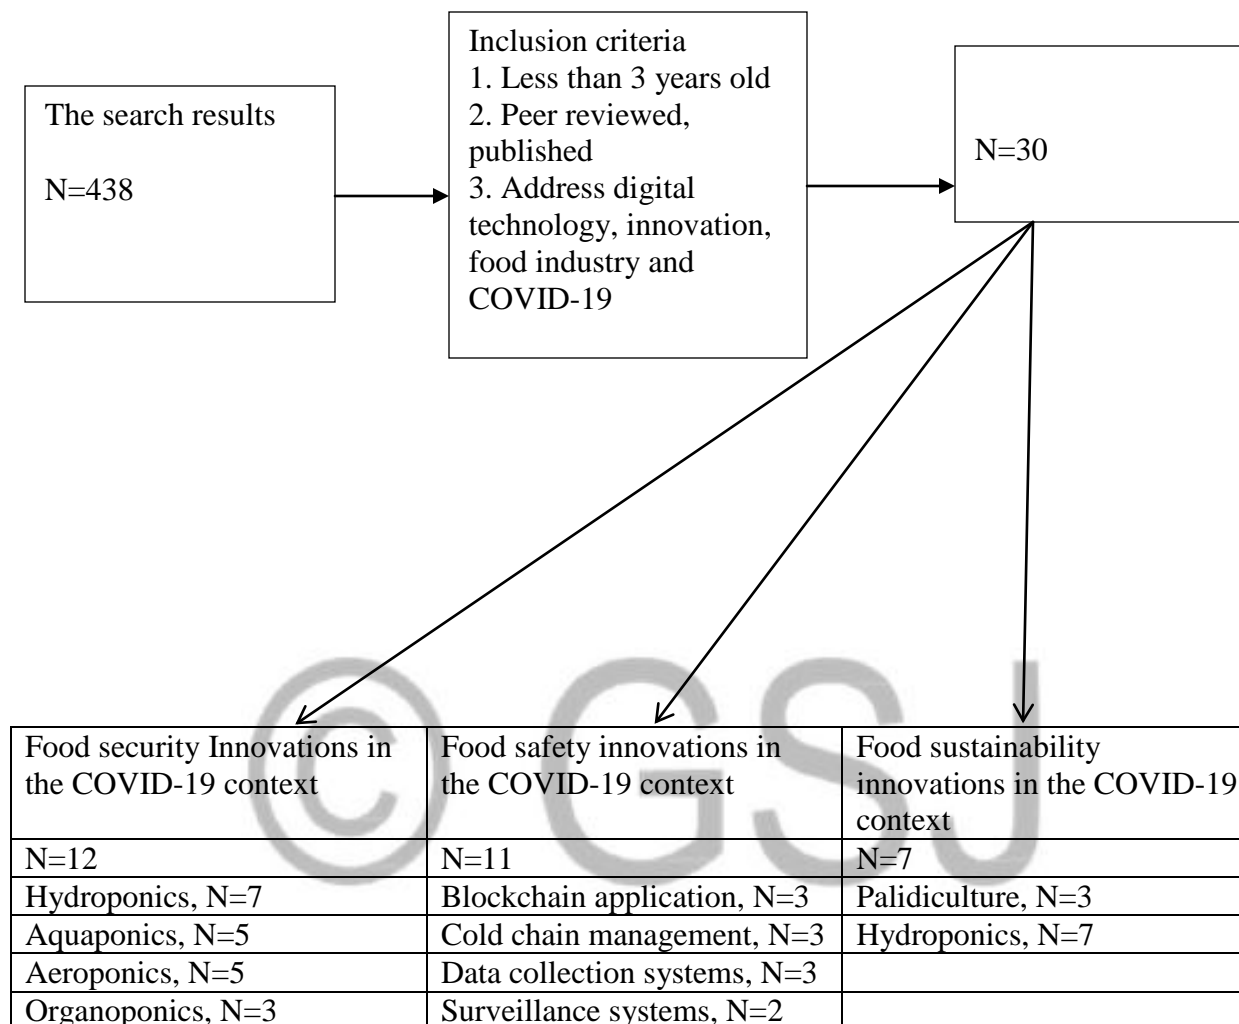 The search results
N=438
Inclusion criteria
1. Less than 3 years old
2. Peer reviewed,
published
3. Address digital
technology, innovation,
food industry and
COVID-19
N=30
© GSJ
Food security Innovations in
the COVID-19 context
Food safety innovations in
the COVID-19 context
Food sustainability
innovations in the COVID-19
context
N=12
N=11
N=7
Hydroponics, N=7
Blockchain application, N=3
Palidiculture, N=3
Aquaponics, N=5
Cold chain management, N=3
Hydroponics, N=7
Aeroponics, N=5
Data collection systems, N=3
Organoponics, N=3
Surveillance systems, N=2